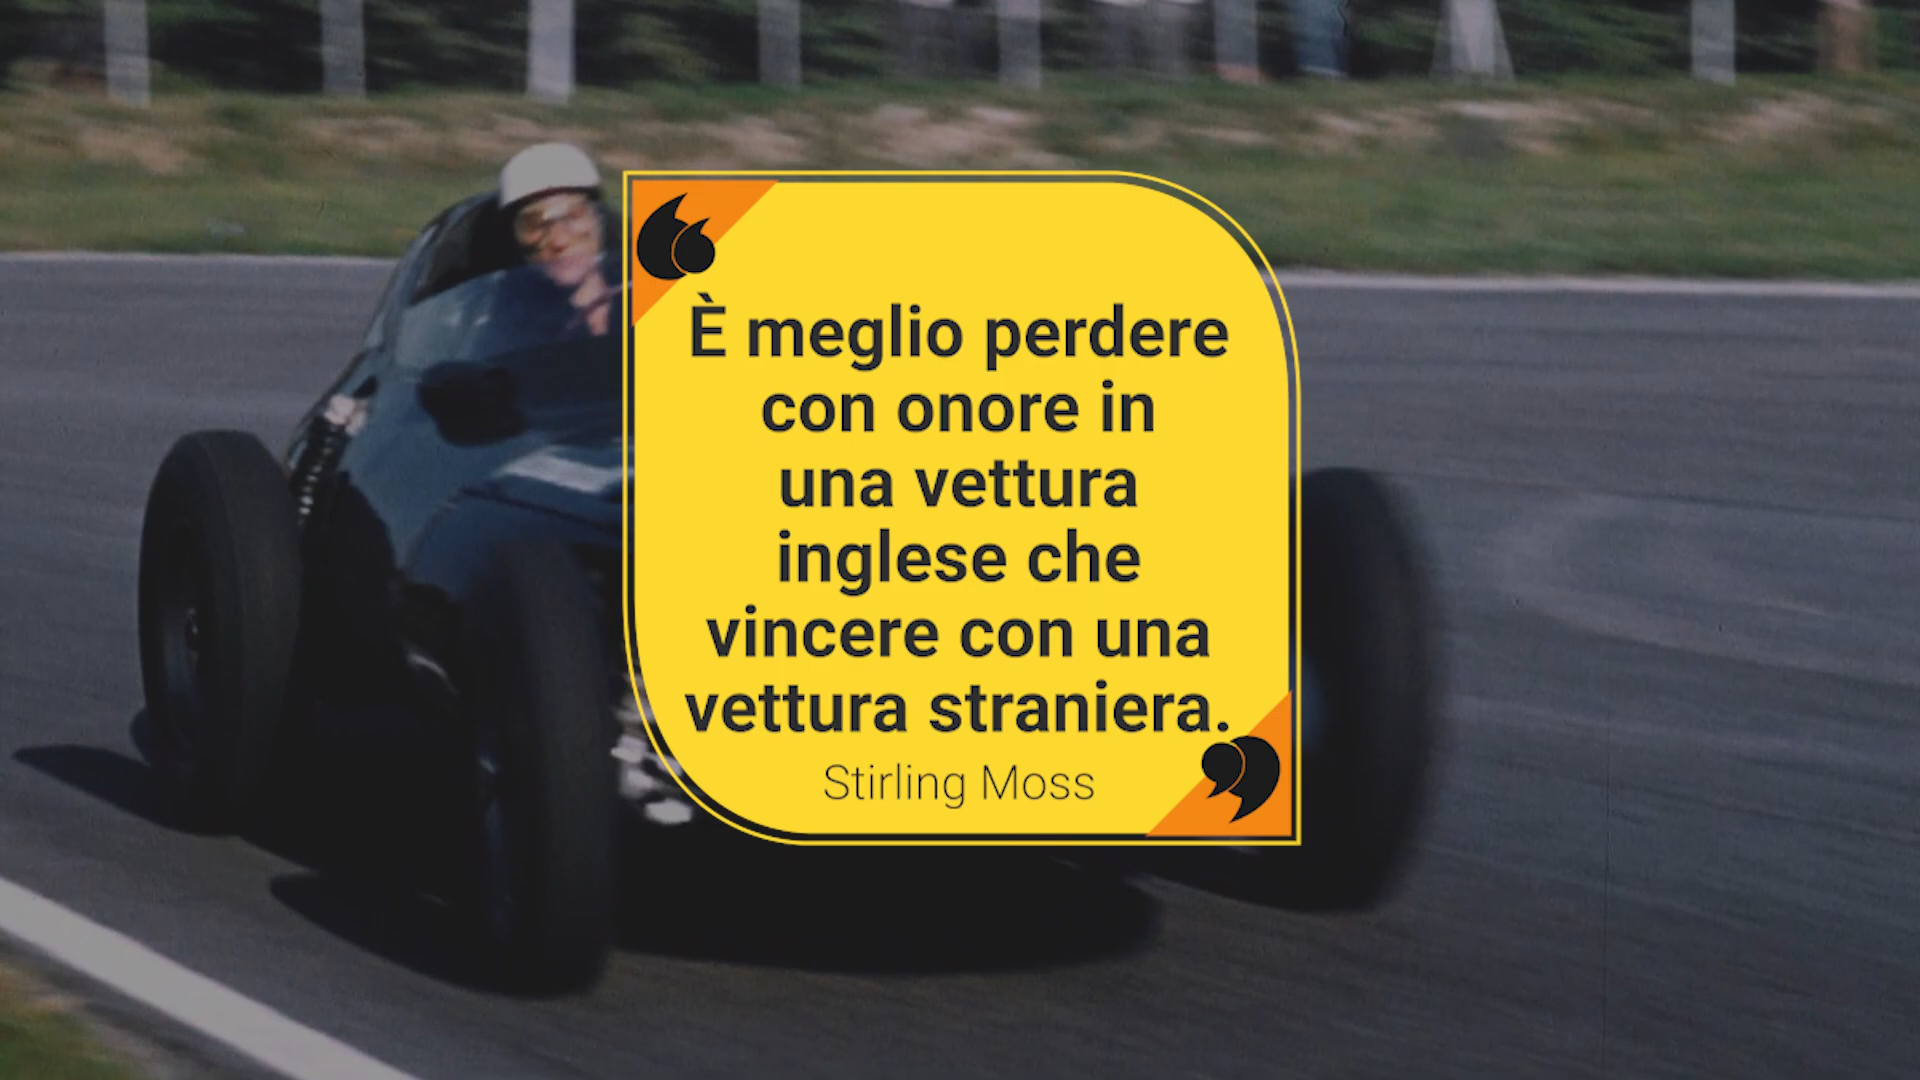 È meglio perdere
con onore in
una vettura
inglese che
vincere con una
vettura straniera.
Stirling Moss